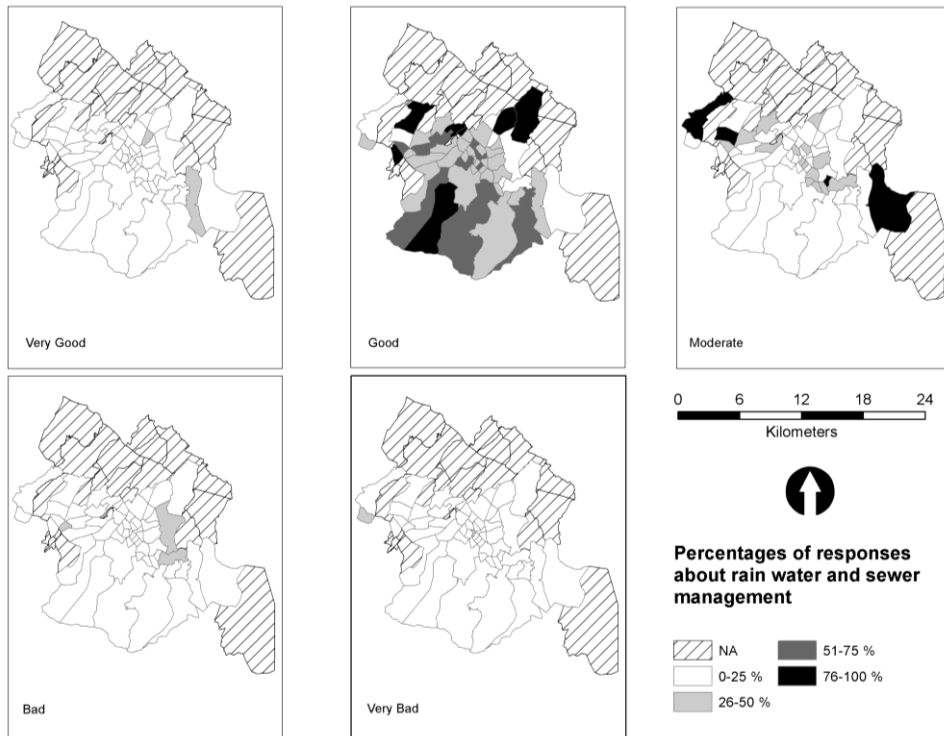 Very Good
Good
Moderate
Bad
Very Bad
0 6 12 18 24
Kilometers
Percentages of responses
about rain water and sewer
management
NA
0-25 %
26-50 %
51-75 %
76-100 %